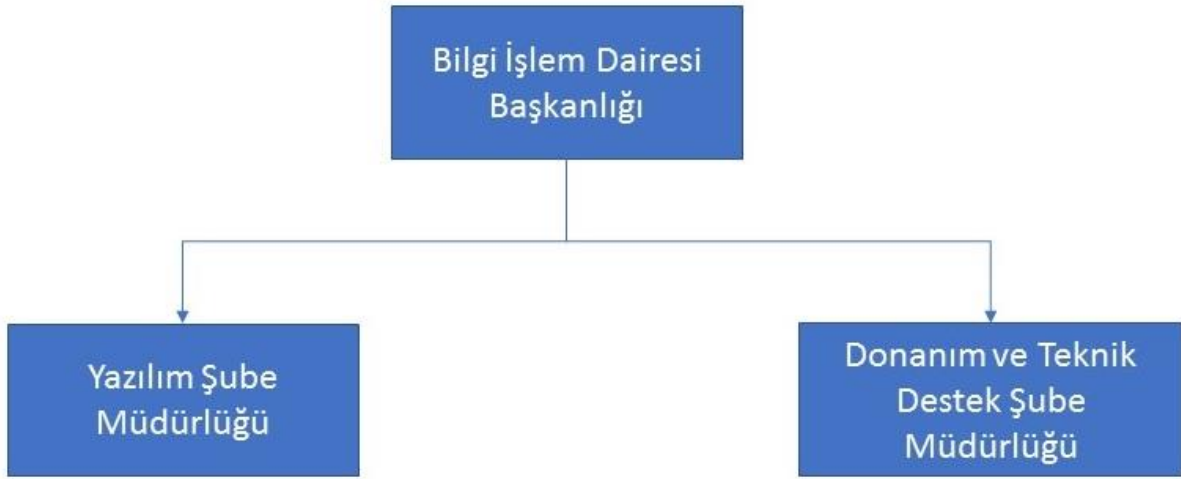 Bilgi İşlem Dairesi
Başkanlığı
Yazılım Şube
Müdürlüğü
Donanım ve Teknik
Destek Şube
Müdürlüğü